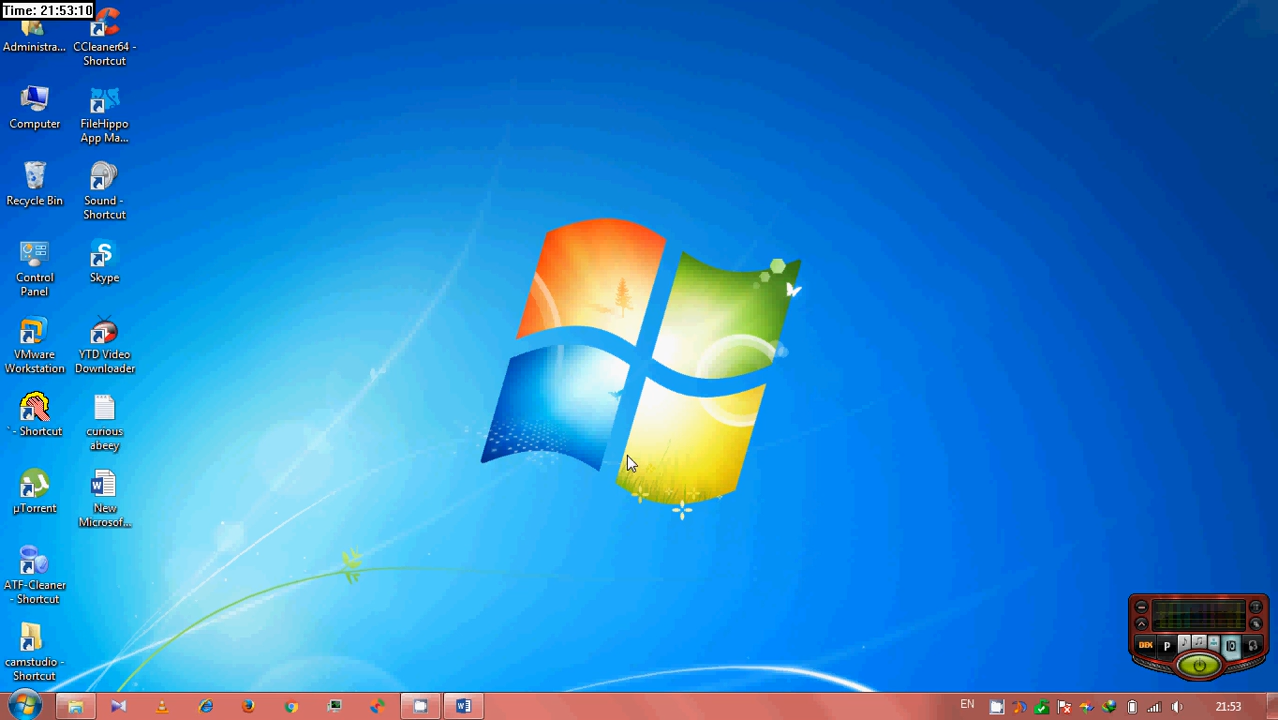 Time: 21:53:10
Administra...
CCleaner64 -
Shortcut
Computer
FileHippo
App Ma...
Recycle Bin
Sound -
Shortcut
Control
Panel
Skype
VMware
Workstation
YTD Video
Downloader
`- Shortcut
curious
abeey
µTorrent
New
Microsof...
ATF-Cleaner
- Shortcut
camstudio -
Shortcut
DFX
P
EN
21:53